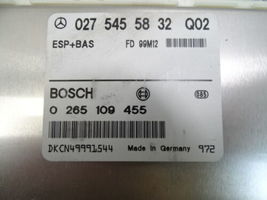 027 545 58 32 Q02
ESP+BAS FD 99M12
BOSCH
0 265 109 455
DKCN49991544 Made in Germany 972